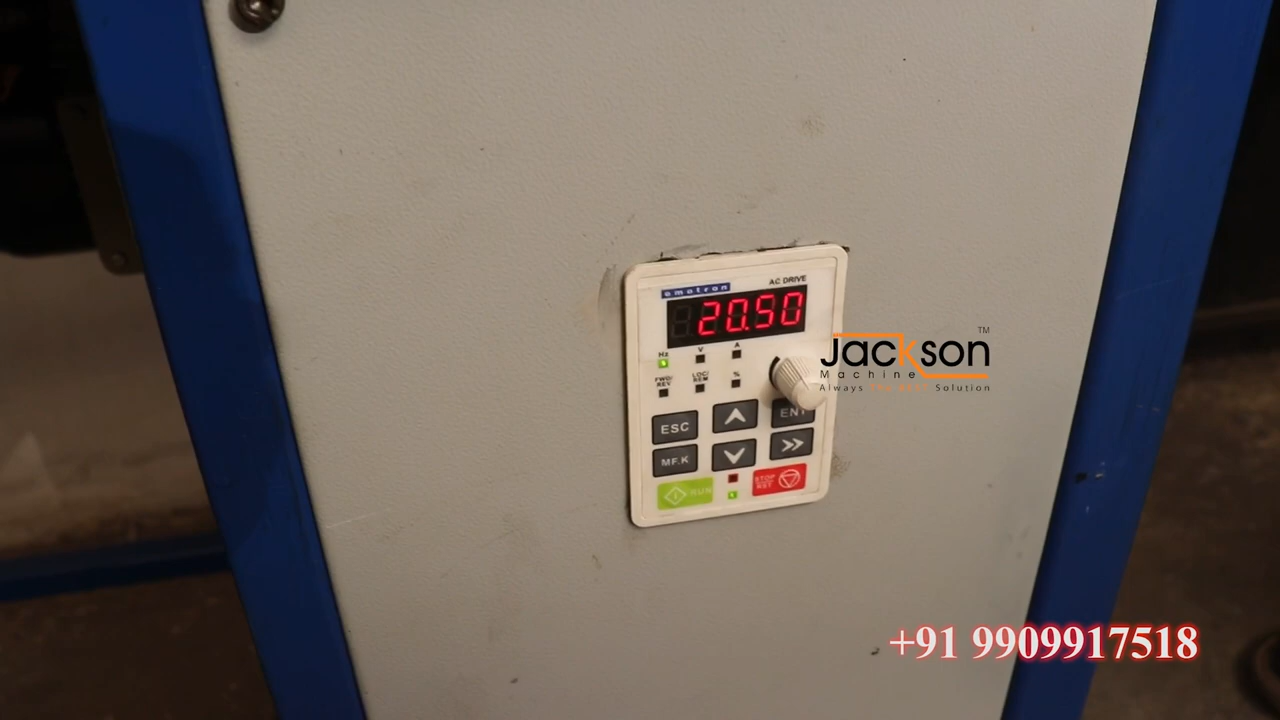 emotron
AC DRIVE
20.50
Hz V A
FWD/REV LOC/REM %
ESC
ENT
MF.K
RUN
STOP
RST
Jackson TM
Machine
Always The BEST Solution
+91 9909917518